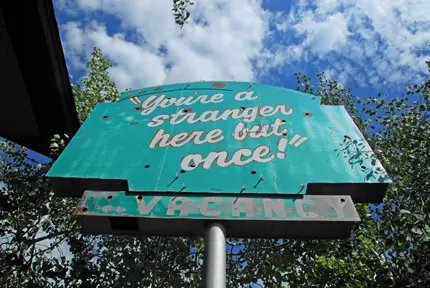 "You're a
stranger
here but
once!"
VACANCY